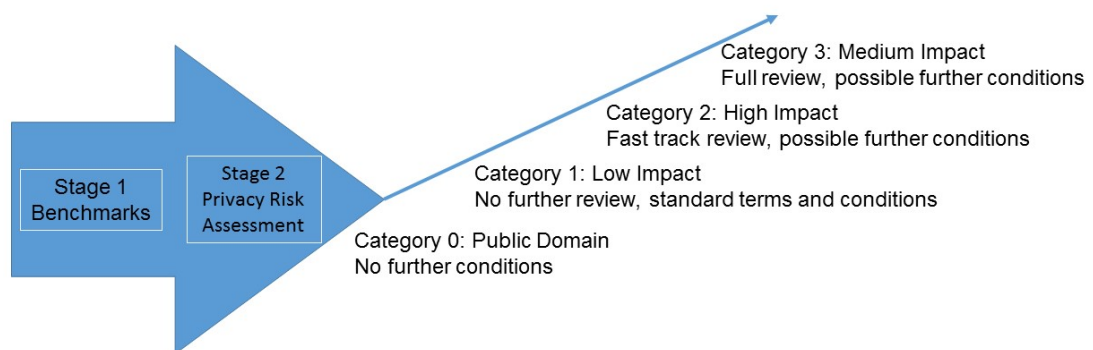 Stage 1
Benchmarks
Stage 2
Privacy Risk
Assessment
Category 3: Medium Impact
Full review, possible further conditions
Category 2: High Impact
Fast track review, possible further conditions
Category 1: Low Impact
No further review, standard terms and conditions
Category 0: Public Domain
No further conditions